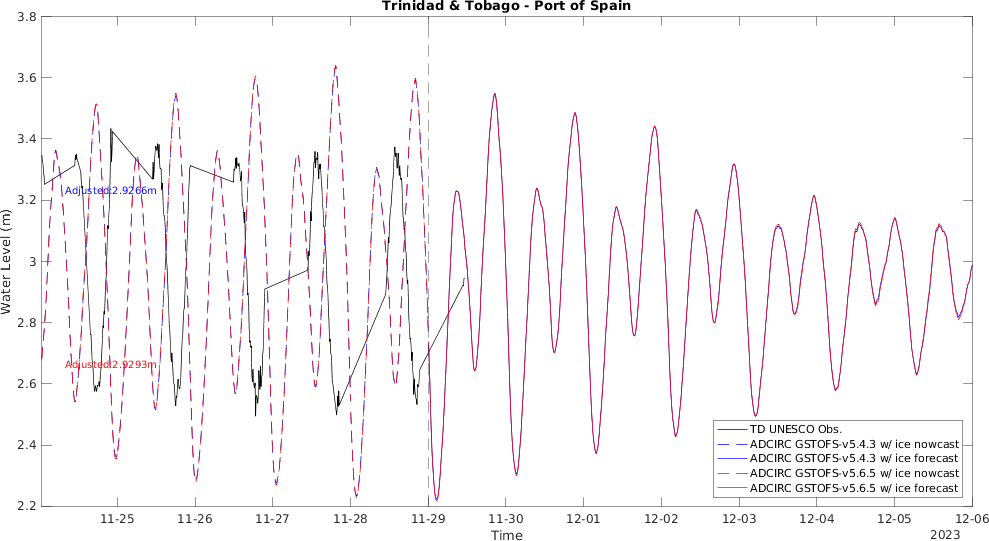 Trinidad & Tobago - Port of Spain
3.8
3.6
3.4
3.2
3
2.8
2.6
2.4
2.2
Water Level (m)
Adjusted:2.9266m
Adjusted:2.9293m
TD UNESCO Obs.
ADCIRC GSTOFS-v5.4.3 w/ ice nowcast
ADCIRC GSTOFS-v5.4.3 w/ ice forecast
ADCIRC GSTOFS-v5.6.5 w/ ice nowcast
ADCIRC GSTOFS-v5.6.5 w/ ice forecast
11-25 11-26 11-27 11-28 11-29 11-30 12-01 12-02 12-03 12-04 12-05 12-06
Time
2023